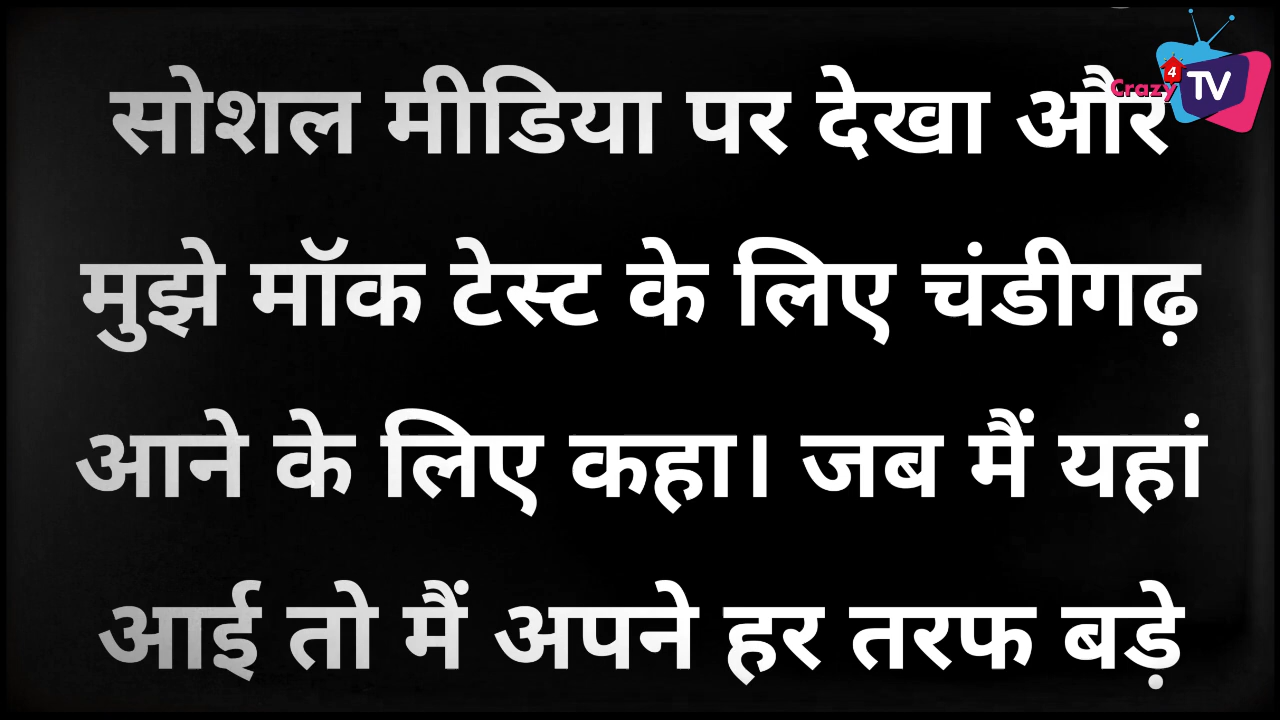 सोशल मीडिया पर देखा और
मुझे मॉक टेस्ट के लिए चंडीगढ़
आने के लिए कहा। जब मैं यहां
आई तो मैं अपने हर तरफ बड़े
Crazy 4 TV